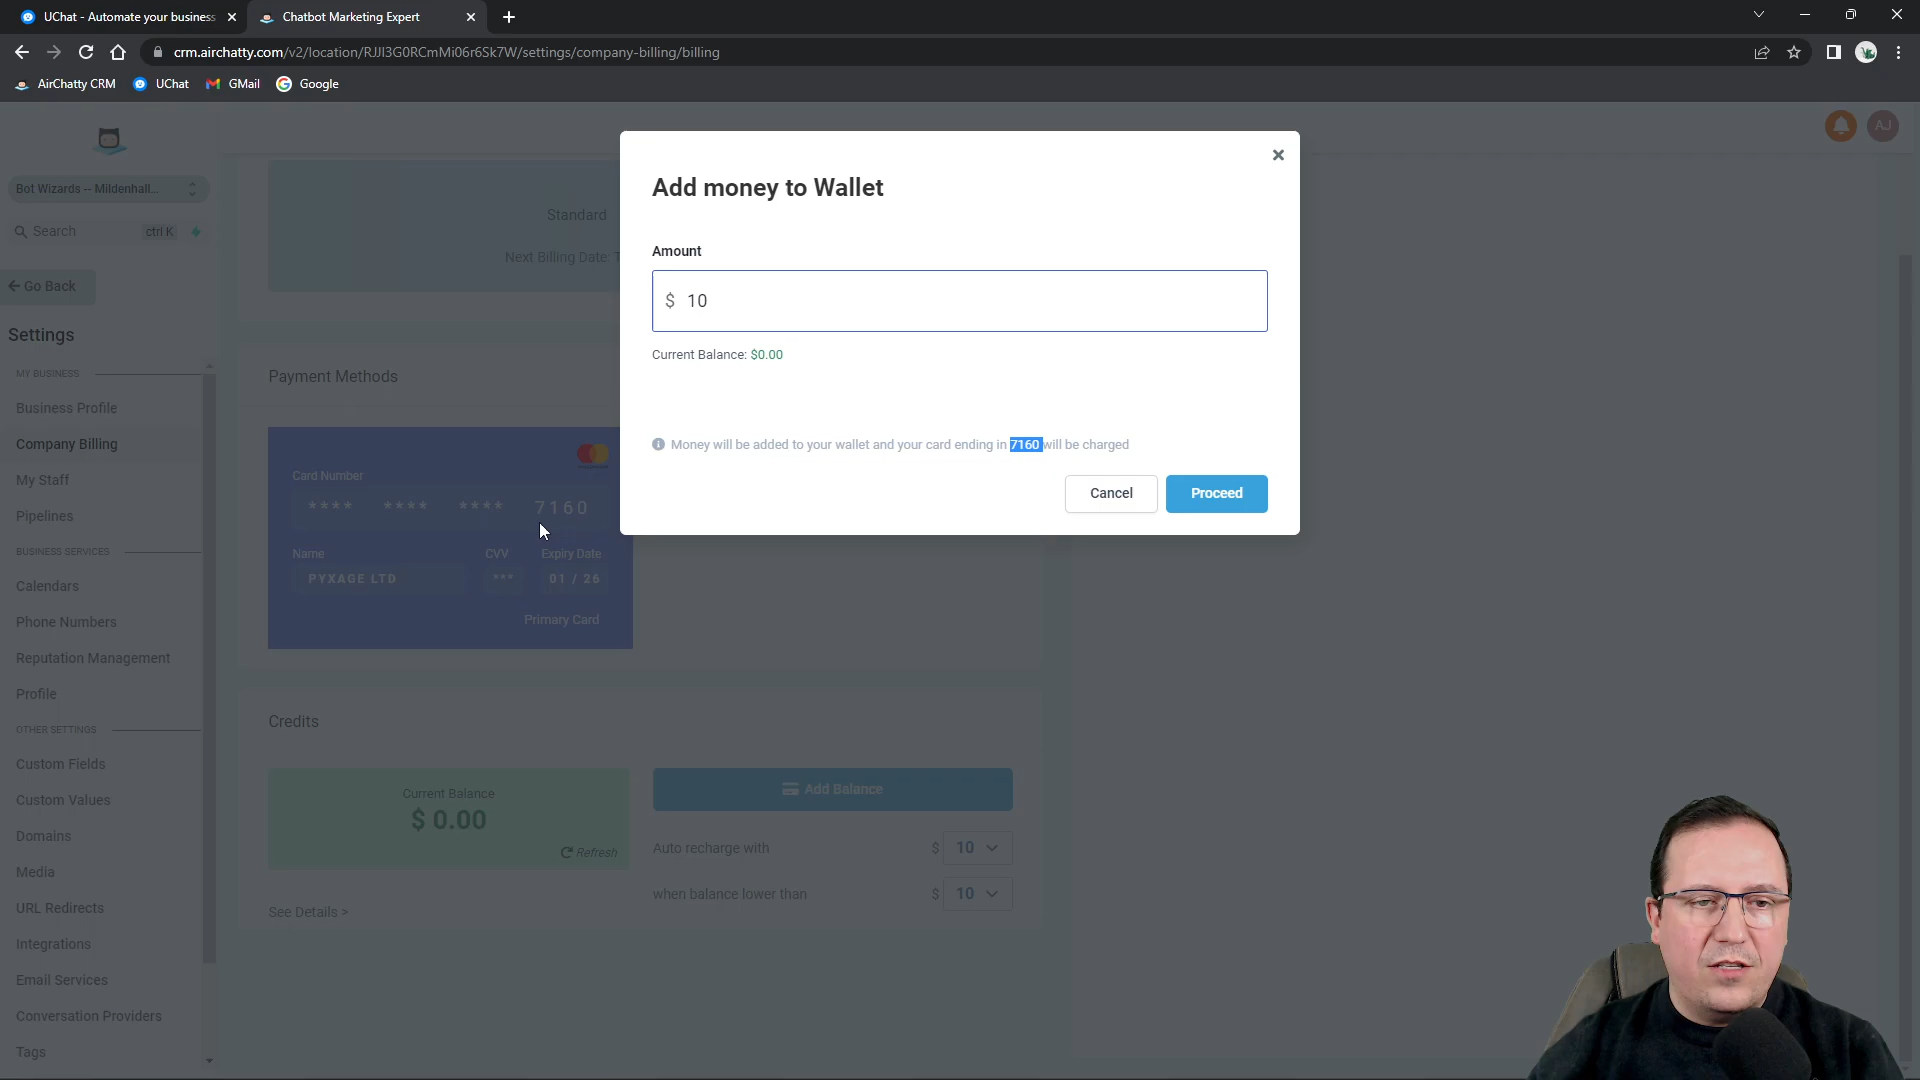 UChat - Automate your business
Chatbot Marketing Expert
crm.airchatty.com/v2/location/RJJI3G0RCmMi06r6Sk7W/settings/company-billing/billing
AirChatty CRM
UChat
GMail
Google
AJ
Bot Wizards -- Mildenhall...
Search
ctrl K
Go Back
Settings
MY BUSINESS
Business Profile
Company Billing
My Staff
Pipelines
BUSINESS SERVICES
Calendars
Phone Numbers
Reputation Management
Profile
OTHER SETTINGS
Custom Fields
Custom Values
Domains
Media
URL Redirects
Integrations
Email Services
Conversation Providers
Tags
Standard
Next Billing Date: T
Payment Methods
Card Number
**** **** **** 7160
Name CVV Expiry Date
PYXAGE LTD *** 01 / 26
Primary Card
Credits
Current Balance
$ 0.00
Refresh
See Details >
Add Balance
Auto recharge with $ 10
when balance lower than $ 10
Add money to Wallet
Amount
$ 10
Current Balance: $0.00
Money will be added to your wallet and your card ending in 7160 will be charged
Cancel
Proceed